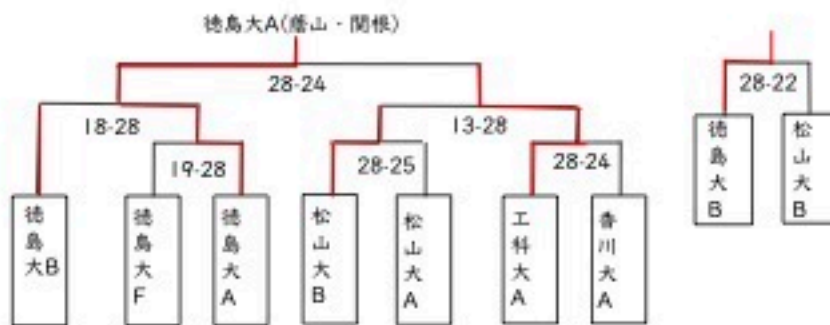 徳島大A(蔭山・関根)
28-24
28-22
18-28
13-28
19-28
28-25
28-24
徳島大B
徳島大F
徳島大A
松山大B
松山大A
工科大A
香川大A
徳島大B
松山大B